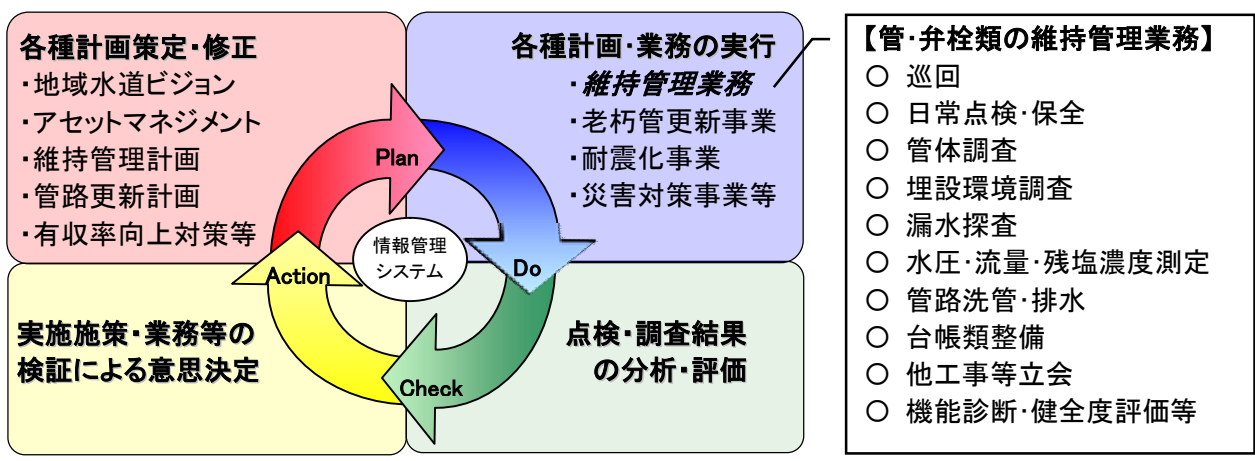 各種計画策定・修正
・地域水道ビジョン
・アセットマネジメント
・維持管理計画
・管路更新計画
・有収率向上対策等
各種計画・業務の実行
・維持管理業務
・老朽管更新事業
・耐震化事業
・災害対策事業等
Plan
Do
Check
Action
情報管理
システム
実施施策・業務等の
検証による意思決定
点検・調査結果
の分析・評価
【管・弁栓類の維持管理業務】
○ 巡回
○ 日常点検・保全
○ 管体調査
○ 埋設環境調査
○ 漏水探査
○ 水圧・流量・残塩濃度測定
○ 管路洗管・排水
○ 台帳類整備
○ 他工事等立会
○ 機能診断・健全度評価等